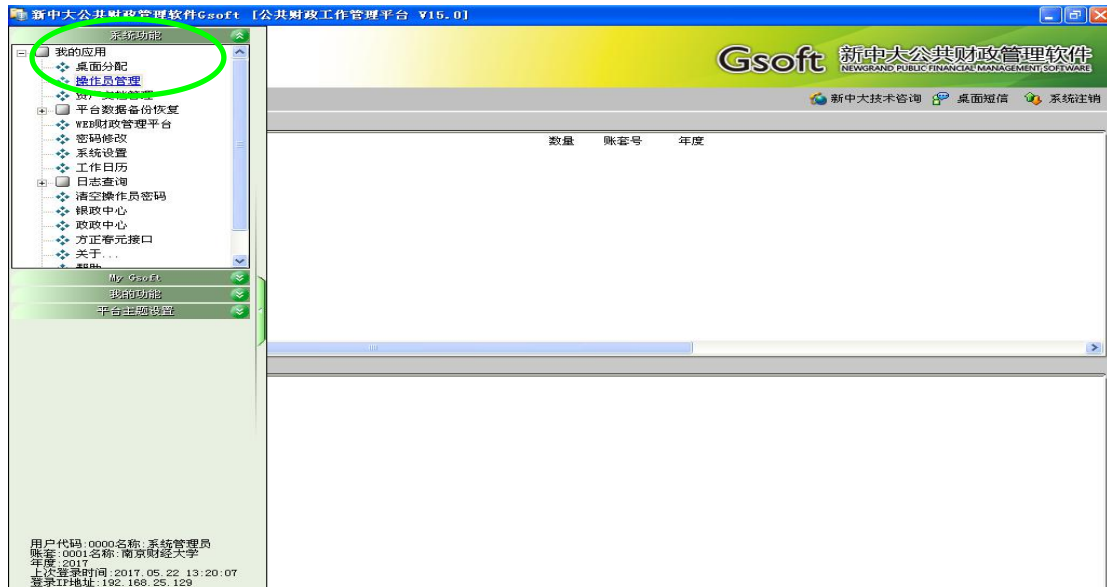 新中大公共财政管理软件Gsoft [公共财政工作管理平台 V15.0]
系统功能
我的应用
桌面分配
操作员管理
平台数据备份恢复
WEB财政管理平台
密码修改
系统设置
工作日历
日志查询
清空操作员密码
银政中心
政政中心
方正春元接口
关于...
帮助
My Gsoft
我的功能
平台主题设置
Gsoft 新中大公共财政管理软件
NEWGRAND PUBLIC FINANCIAL MANAGEMENT SOFTWARE
新中大技术咨询 桌面短信 系统注销
数量 账套号 年度
用户代码:0000名称:系统管理员
账套:0001名称:南京财经大学
年度:2017
上次登录时间:2017.05.22 13:20:07
登录IP地址:192.168.25.129